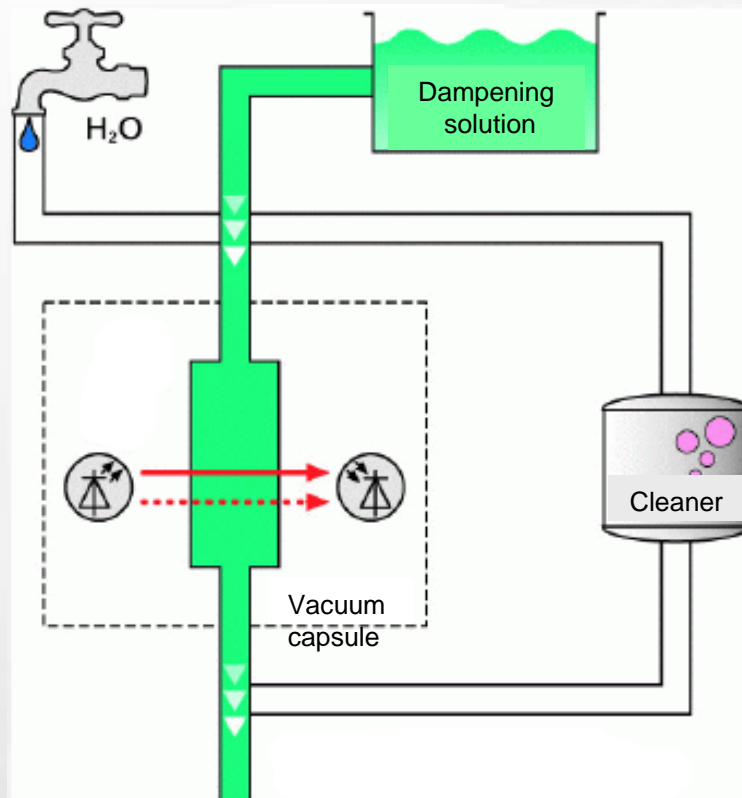 H₂O
Dampening
solution
Cleaner
Vacuum
capsule